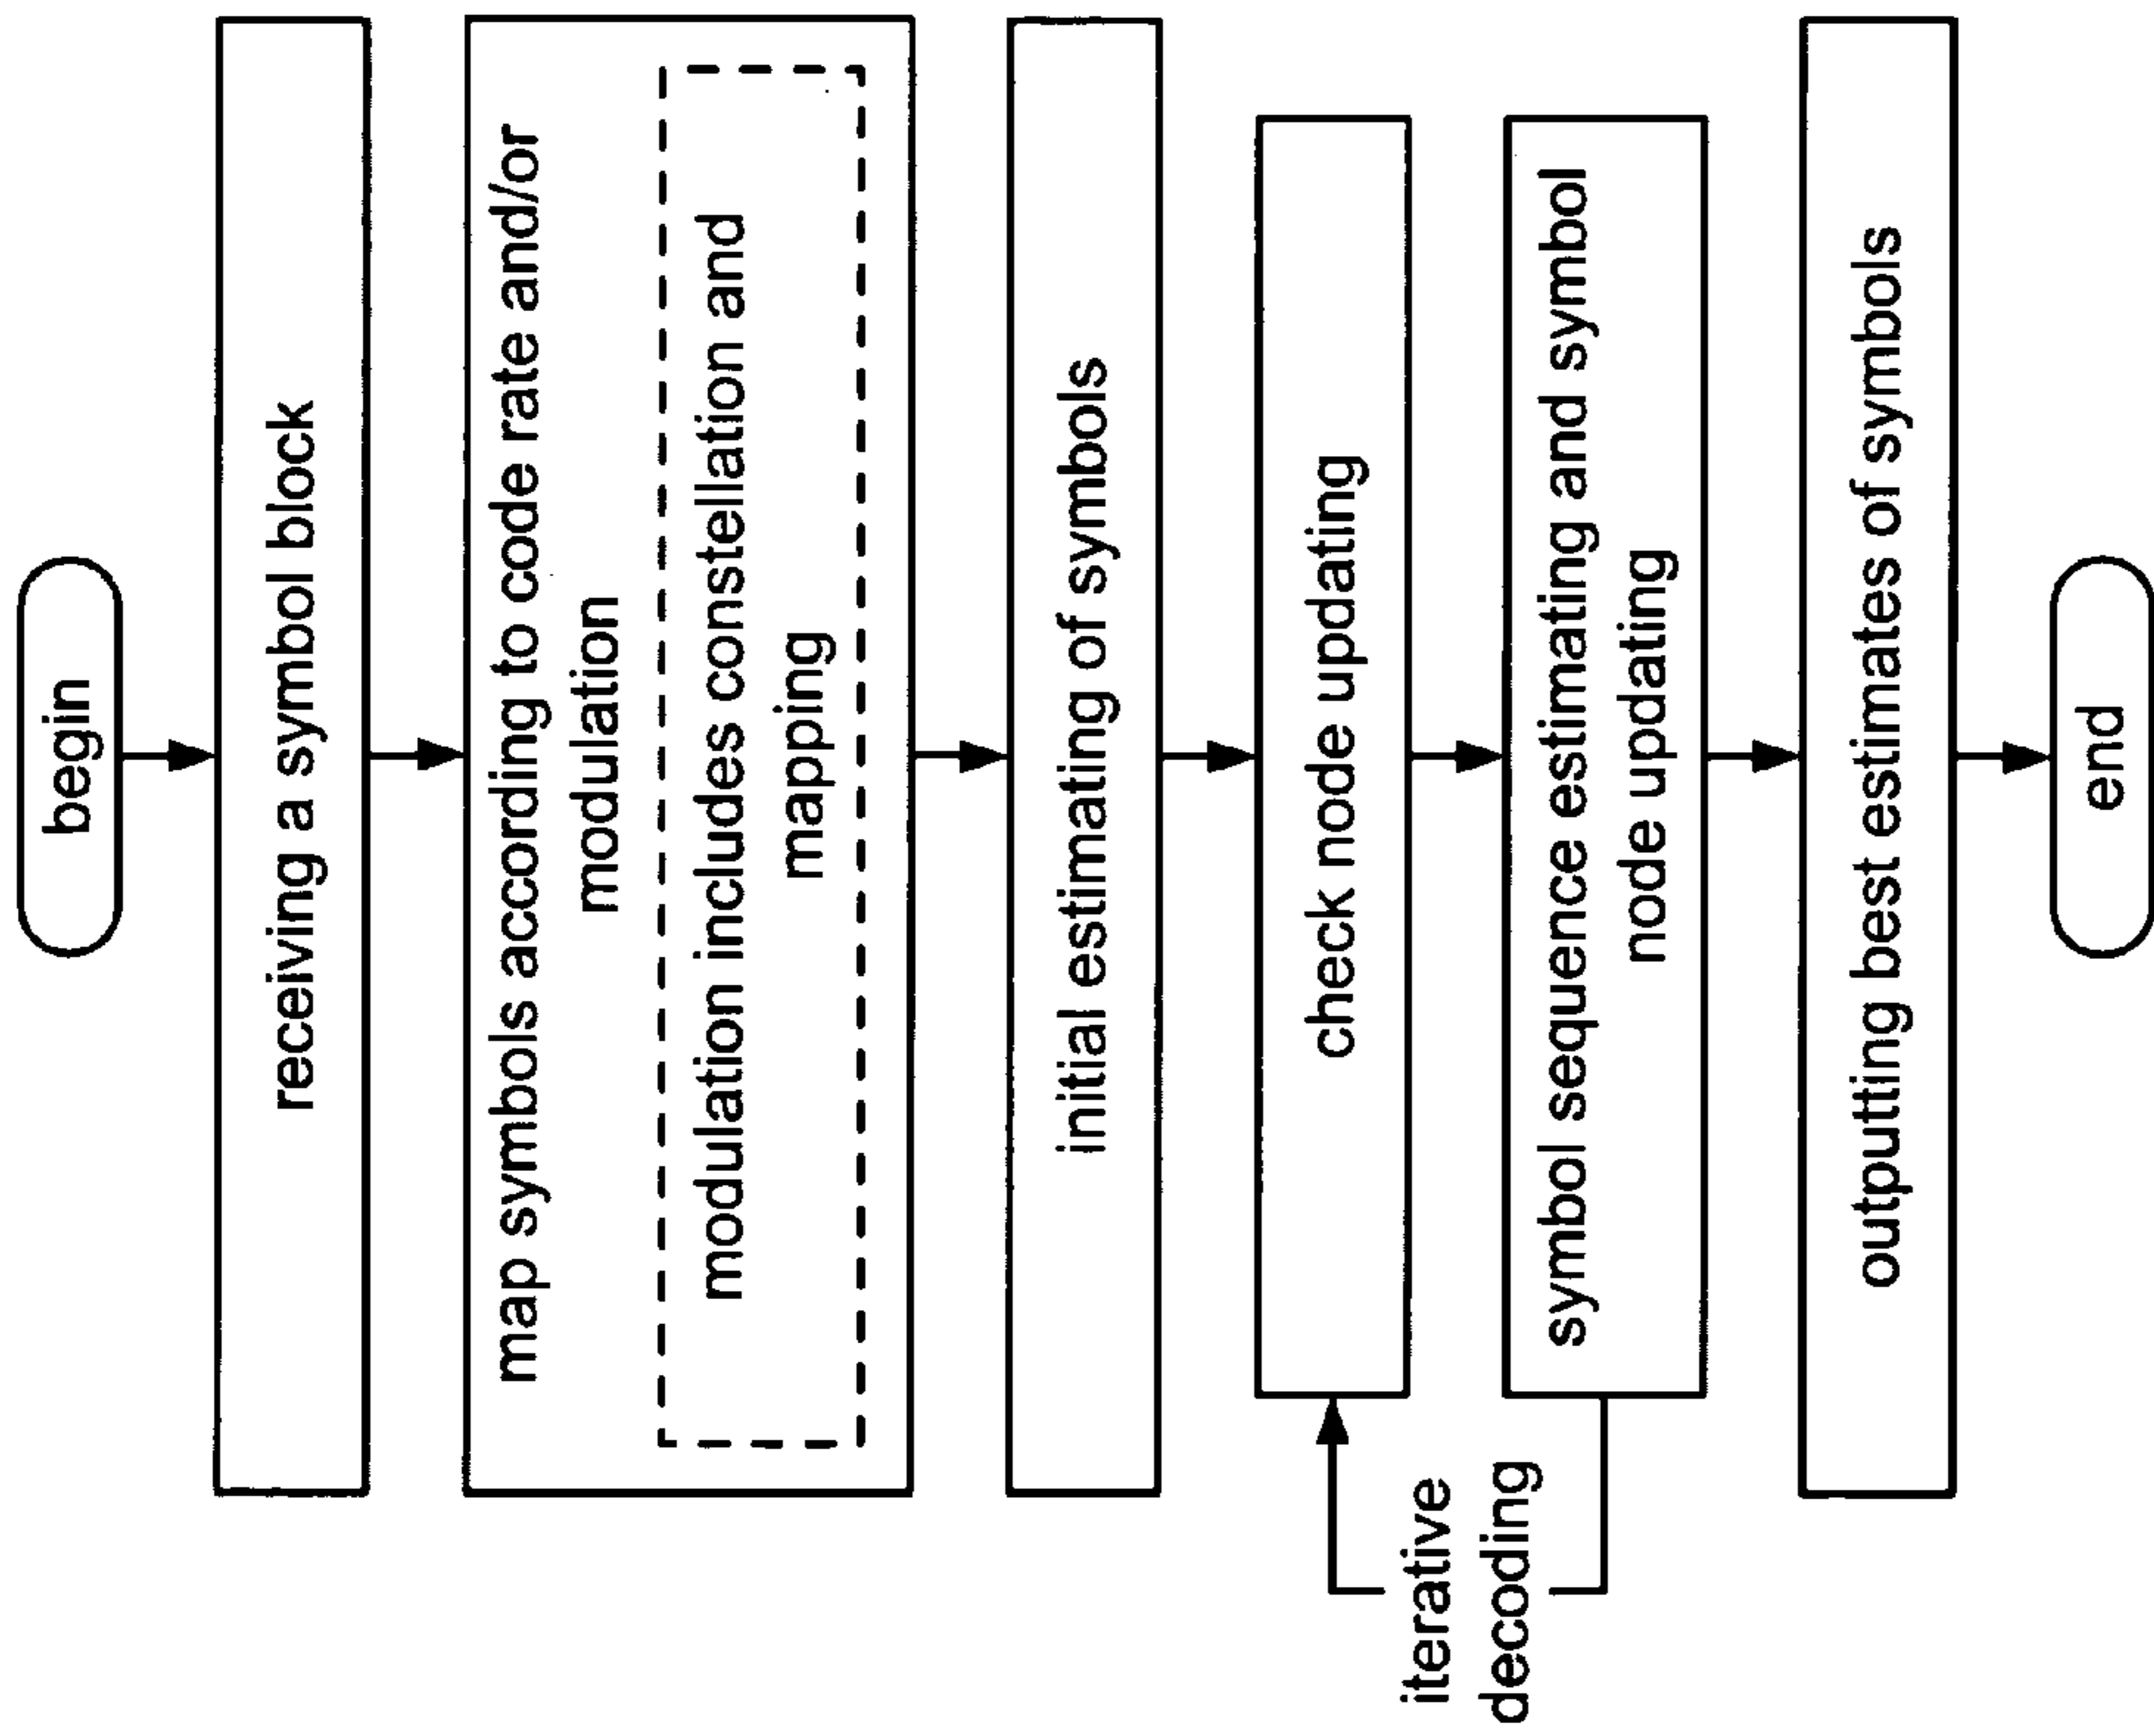 begin
receiving a symbol block
map symbols according to code rate and/or
modulation
modulation includes constellation and
mapping
initial estimating of symbols
check node updating
iterative
decoding
symbol sequence estimating and symbol
node updating
outputting best estimates of symbols
end